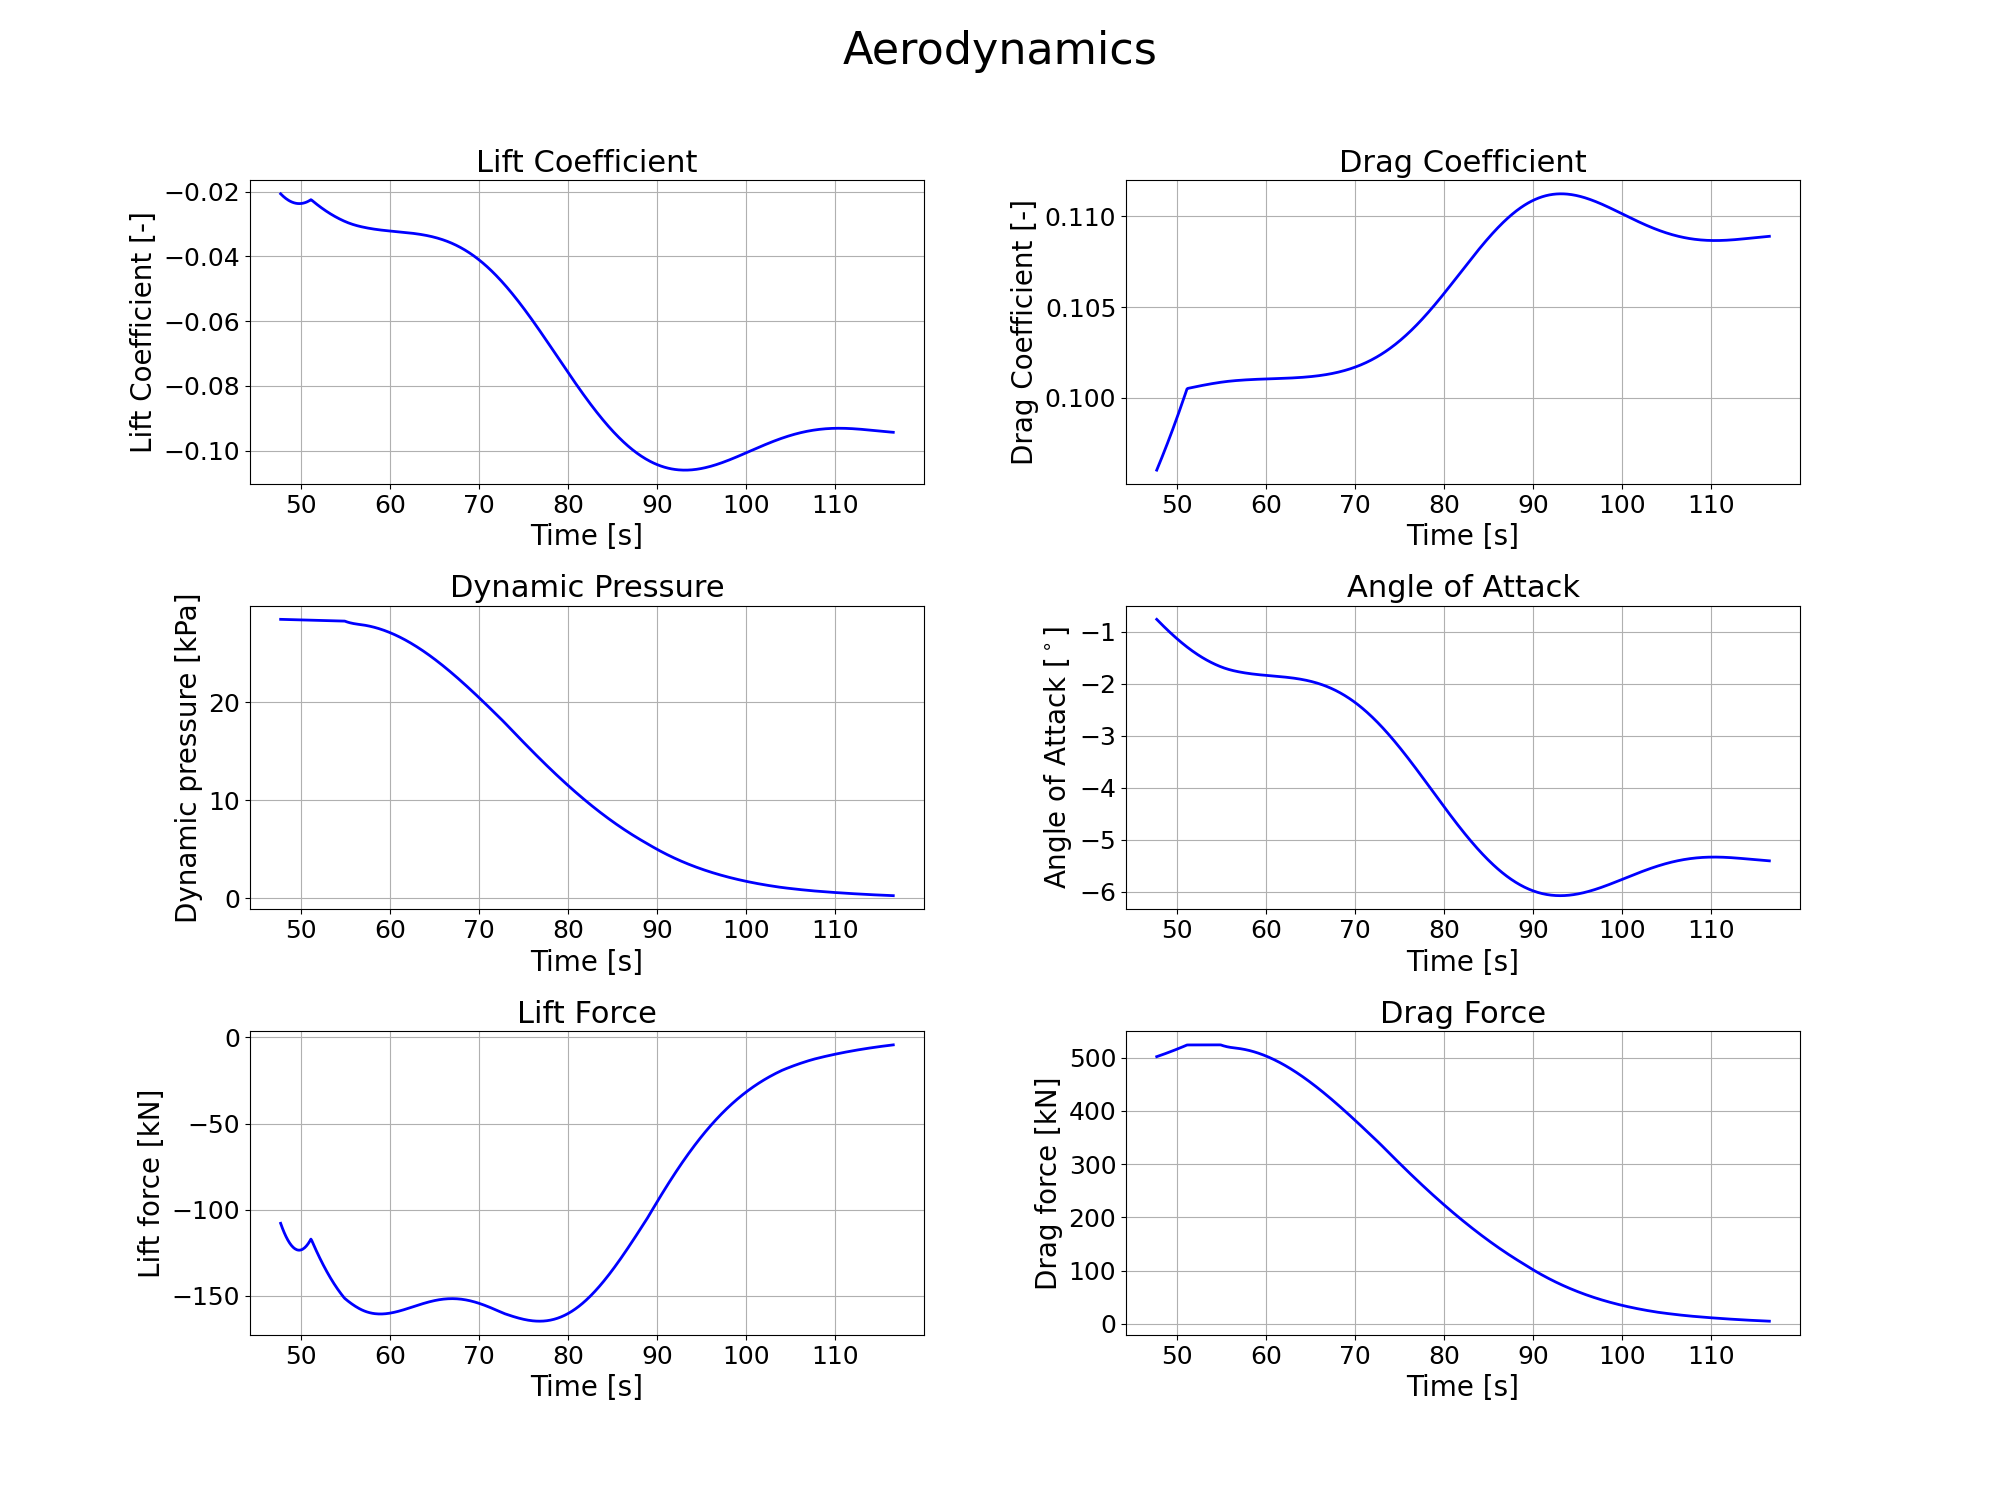 Aerodynamics
Lift Coefficient
Lift Coefficient [-]
−0.02
−0.04
−0.06
−0.08
−0.10
50 60 70 80 90 100 110
Time [s]
Drag Coefficient
Drag Coefficient [-]
0.110
0.105
0.100
50 60 70 80 90 100 110
Time [s]
Dynamic Pressure
Dynamic pressure [kPa]
20
10
0
50 60 70 80 90 100 110
Time [s]
Angle of Attack
Angle of Attack [°]
−1
−2
−3
−4
−5
−6
50 60 70 80 90 100 110
Time [s]
Lift Force
Lift force [kN]
0
−50
−100
−150
50 60 70 80 90 100 110
Time [s]
Drag Force
Drag force [kN]
500
400
300
200
100
0
50 60 70 80 90 100 110
Time [s]